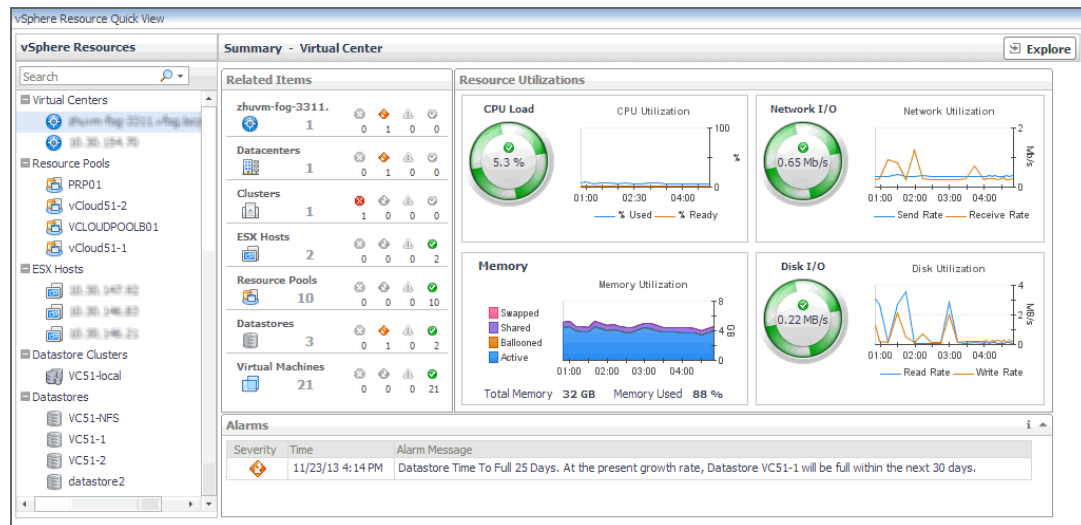 vSphere Resource Quick View
vSphere Resources
Search
Virtual Centers
Resource Pools
PRP01
vCloud51-2
VCLOUDPOOLB01
vCloud51-1
ESX Hosts
Datastore Clusters
VC51-local
Datastores
VC51-NFS
VC51-1
VC51-2
datastore2
Summary - Virtual Center
Explore
Related Items
zhuvm-fog-3311.
1 0 1 0 0
Datacenters
1 0 1 0 0
Clusters
1 1 0 0 0
ESX Hosts
2 0 0 0 2
Resource Pools
10 0 0 0 10
Datastores
3 0 1 0 2
Virtual Machines
21 0 0 0 21
Resource Utilizations
CPU Load
5.3 %
CPU Utilization
100
%
0
01:00 02:30 04:00
% Used % Ready
Network I/O
0.65 Mb/s
Network Utilization
2
Mb/s
0
01:00 02:00 03:00 04:00
Send Rate Receive Rate
Memory
Memory Utilization
Swapped
Shared
Ballooned
Active
8
4
GB
0
01:00 02:00 03:00 04:00
Total Memory 32 GB Memory Used 88 %
Disk I/O
0.22 MB/s
Disk Utilization
4
2
MB/s
0
01:00 02:00 03:00 04:00
Read Rate Write Rate
Alarms
Severity Time Alarm Message
11/23/13 4:14 PM Datastore Time To Full 25 Days. At the present growth rate, Datastore VC51-1 will be full within the next 30 days.